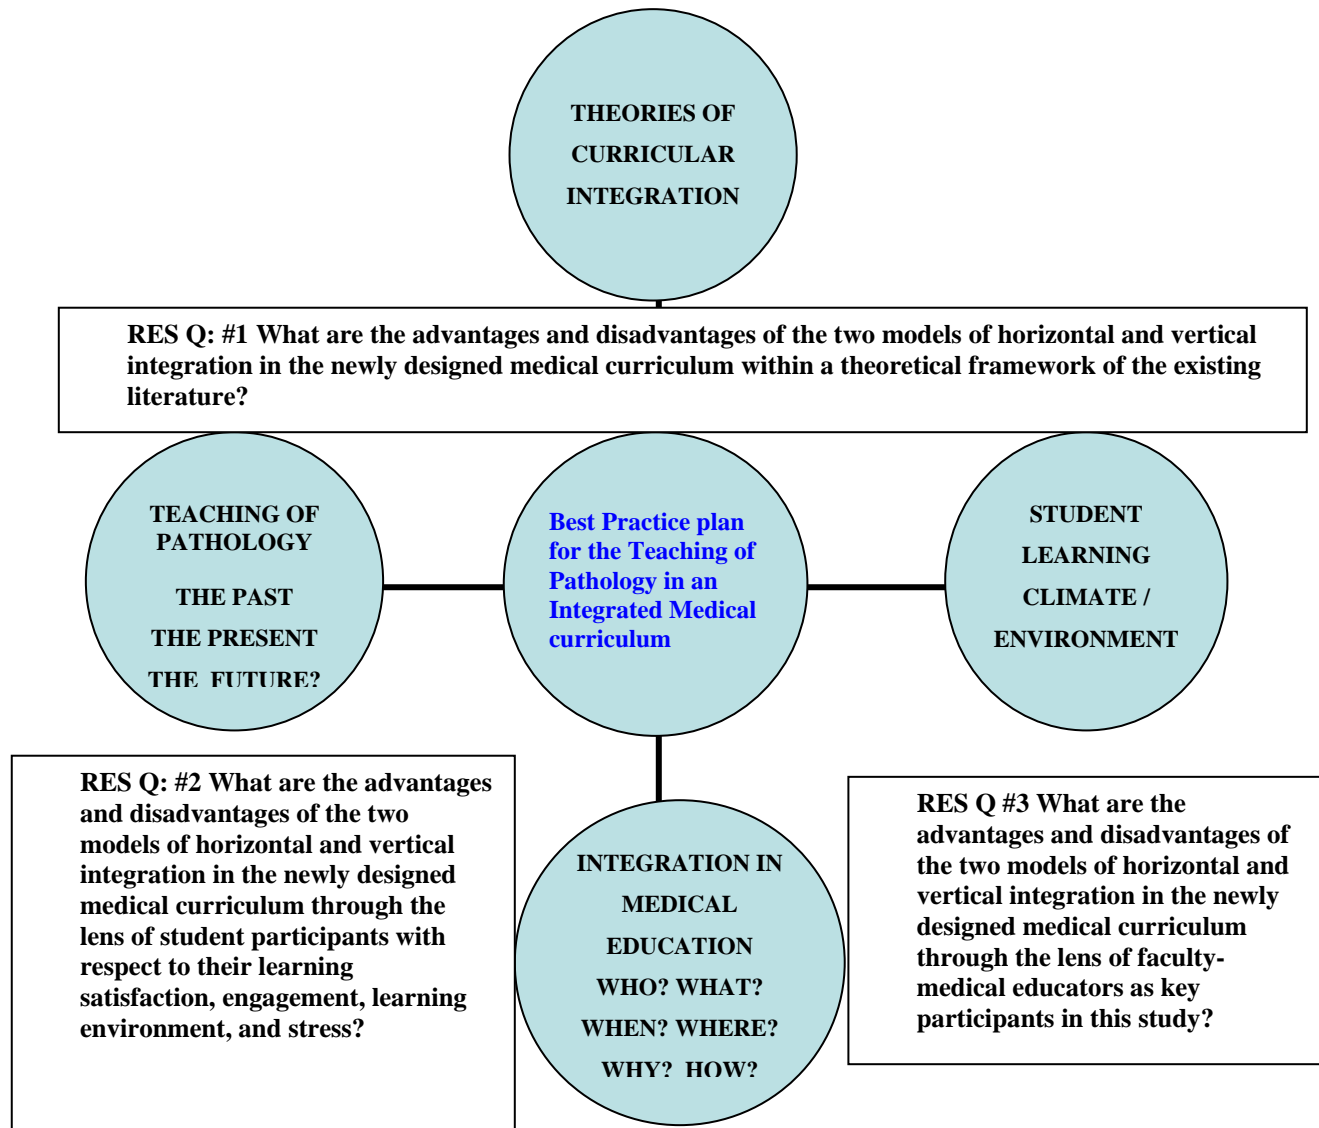 THEORIES OF
CURRICULAR
INTEGRATION
RES Q: #1 What are the advantages and disadvantages of the two models of horizontal and vertical
integration in the newly designed medical curriculum within a theoretical framework of the existing
literature?
TEACHING OF
PATHOLOGY
THE PAST
THE PRESENT
THE FUTURE?
Best Practice plan
for the Teaching of
Pathology in an
Integrated Medical
curriculum
STUDENT
LEARNING
CLIMATE /
ENVIRONMENT
RES Q: #2 What are the advantages
and disadvantages of the two
models of horizontal and vertical
integration in the newly designed
medical curriculum through the
lens of student participants with
respect to their learning
satisfaction, engagement, learning
environment, and stress?
INTEGRATION IN
MEDICAL
EDUCATION
WHO? WHAT?
WHEN? WHERE?
WHY? HOW?
RES Q #3 What are the
advantages and disadvantages of
the two models of horizontal and
vertical integration in the newly
designed medical curriculum
through the lens of faculty-
medical educators as key
participants in this study?